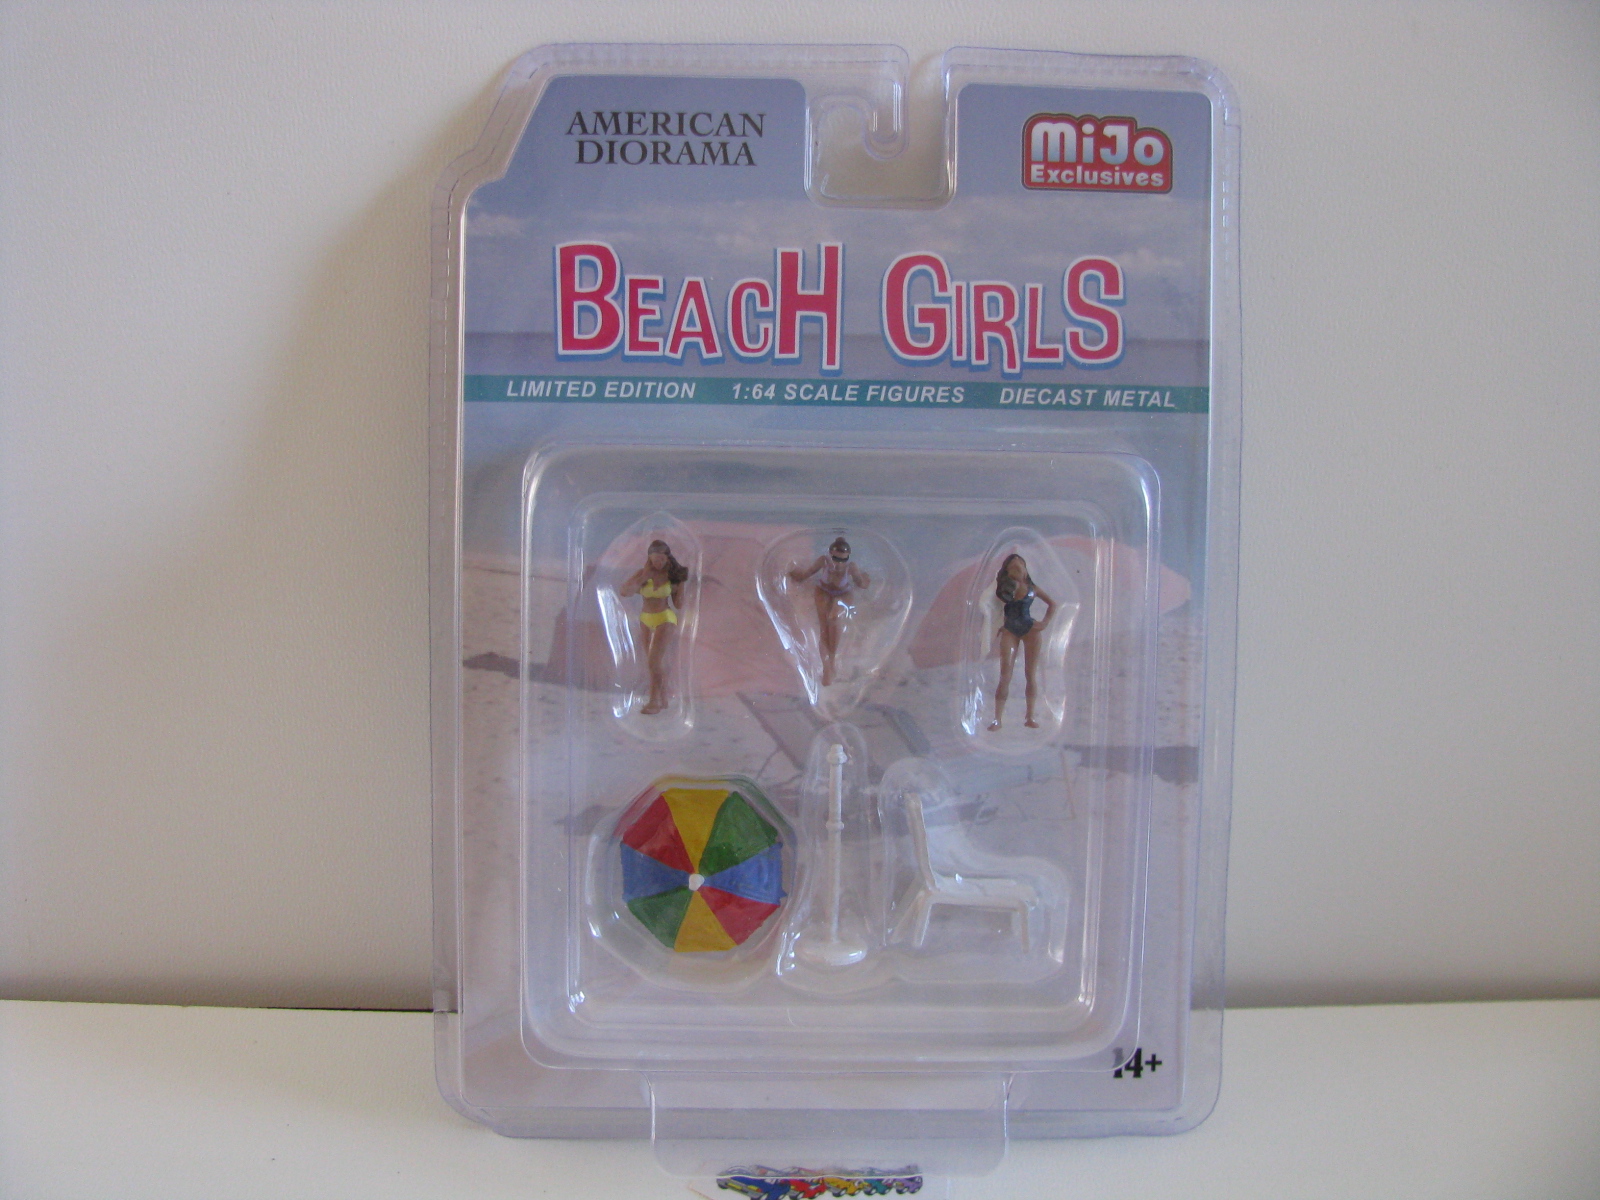 AMERICAN
DIORAMA
MiJo
Exclusives
BEACH GIRLS
LIMITED EDITION 1:64 SCALE FIGURES DIECAST METAL
14+